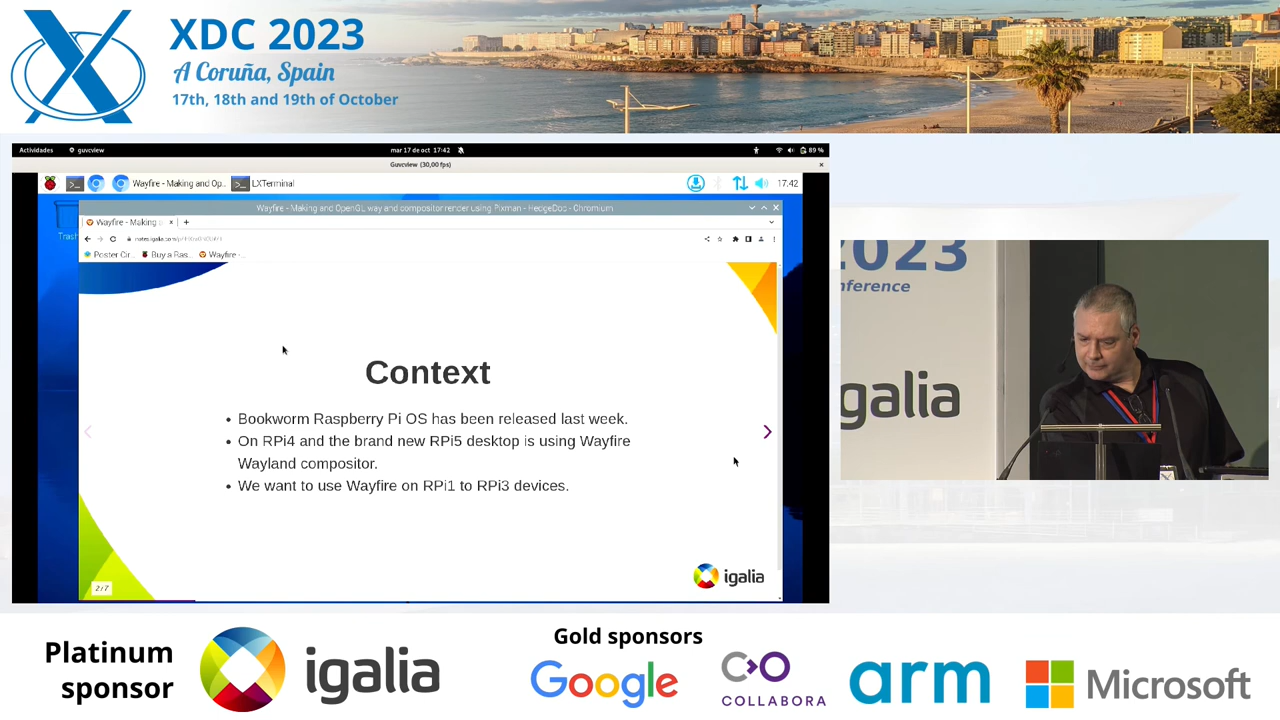 XDC 2023
A Coruña, Spain
17th, 18th and 19th of October
Actividades
guvcview
mar 17 de oct 17:42
89 %
Guvcview (30,00 fps)
Wayfire - Making and Op..
LXTerminal
17:42
Wayfire - Making and OpenGL way and compositor render using Pixman - HedgeDoc - Chromium
Wayfire - Making
Poster Cir...
Buy a Ras...
Wayfire -...
Context
• Bookworm Raspberry Pi OS has been released last week.
• On RPi4 and the brand new RPi5 desktop is using Wayfire
Wayland compositor.
• We want to use Wayfire on RPi1 to RPi3 devices.
2/7
igalia
2023
nference
igalia
Platinum
sponsor
igalia
Gold sponsors
Google
COLLABORA
arm
Microsoft